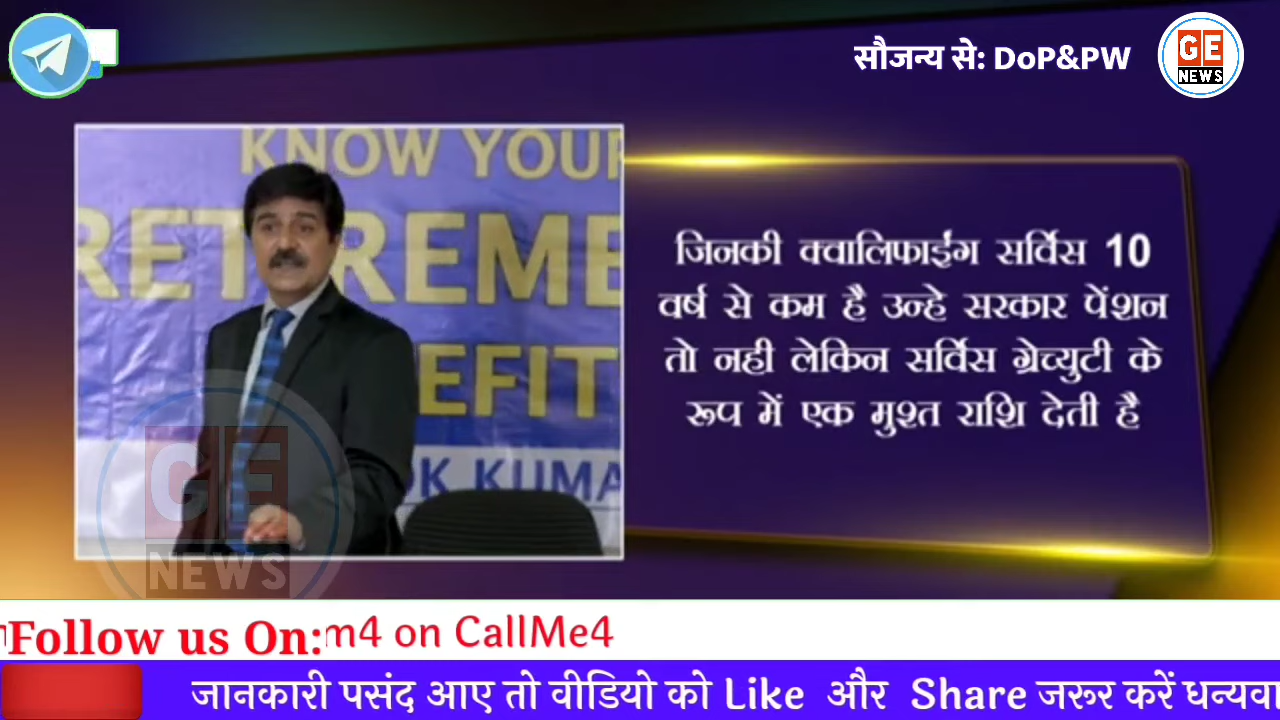 सौजन्य से: DoP&PW
GE
NEWS
KNOW YOUR
RETIREME
EFIT
OK KUMA
जिनकी क्वालिफाईंग सर्विस 10
वर्ष से कम है उन्हे सरकार पेंशन
तो नही लेकिन सर्विस ग्रेच्युटी के
रूप में एक मुश्त राशि देती है
GE
NEWS
Follow us On:m4 on CallMe4
जानकारी पसंद आए तो वीडियो को Like और Share जरूर करें धन्यवा